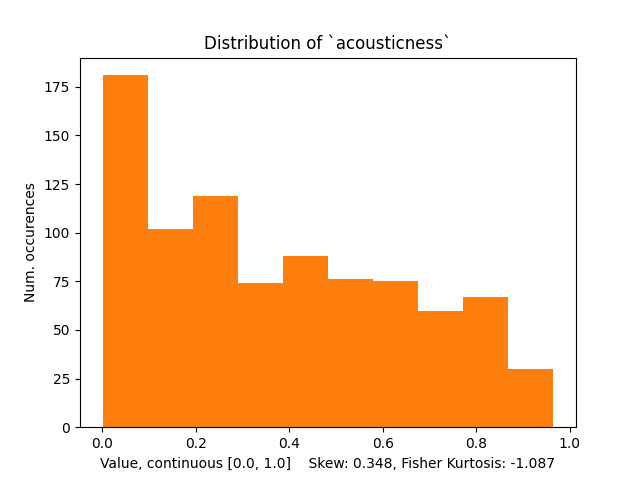 Distribution of `acousticness`
Num. occurences
175
150
125
100
75
50
25
0
0.0 0.2 0.4 0.6 0.8 1.0
Value, continuous [0.0, 1.0]    Skew: 0.348, Fisher Kurtosis: -1.087